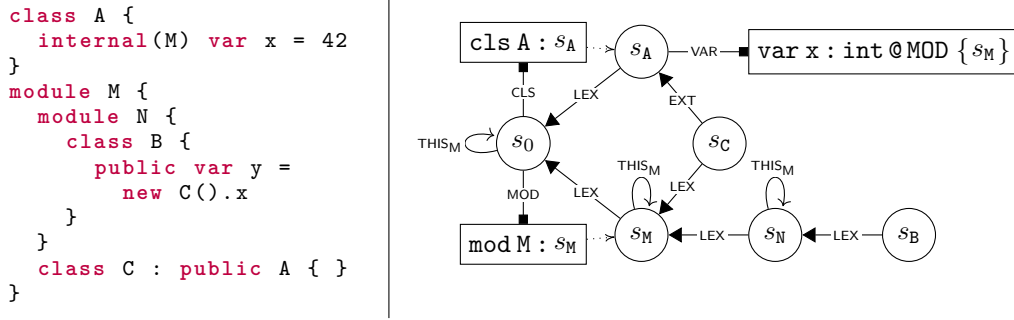 class A {
  internal(M) var x = 42
}
module M {
  module N {
    class B {
      public var y =
        new C().x
    }
  }
  class C : public A { }
}
cls A : s_A
s_A
VAR
var x : int @ MOD {s_M}
CLS
LEX
EXT
THIS_M
s_0
s_C
THIS_M
THIS_M
MOD
LEX
LEX
mod M : s_M
s_M
LEX
s_N
LEX
s_B